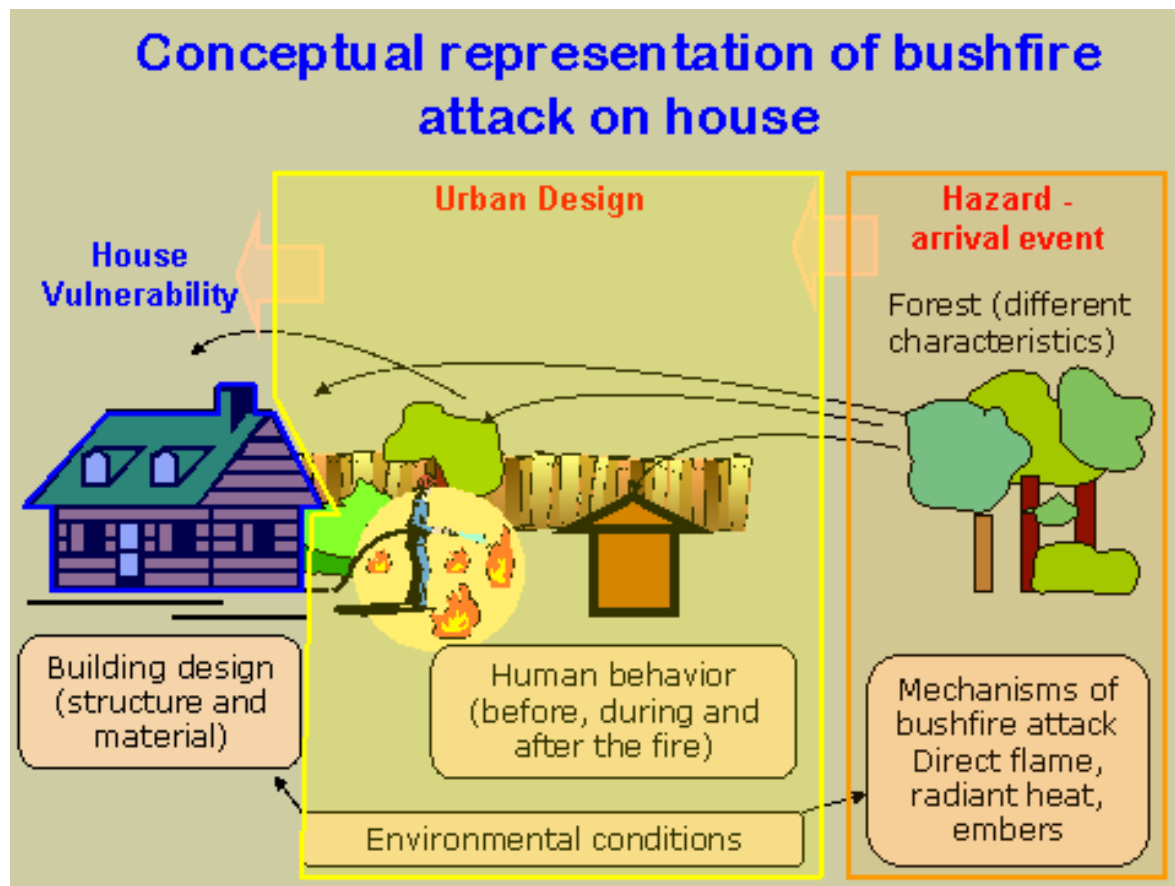 Conceptual representation of bushfire
attack on house
Urban Design
Hazard -
arrival event
House
Vulnerability
Forest (different
characteristics)
Building design
(structure and
material)
Human behavior
(before, during and
after the fire)
Mechanisms of
bushfire attack
Direct flame,
radiant heat,
embers
Environmental conditions